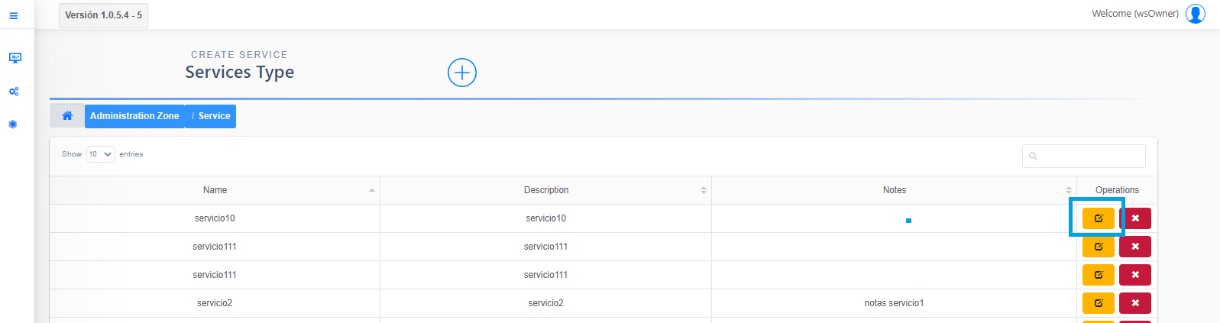 Versión 1.0.5.4 - 5
Welcome (wsOwner)
CREATE SERVICE
Services Type
Administration Zone / Service
Show 10 entries
Name Description Notes Operations
servicio10 servicio10
servicio111 servicio111
servicio111 servicio111
servicio2 servicio2 notas servicio1